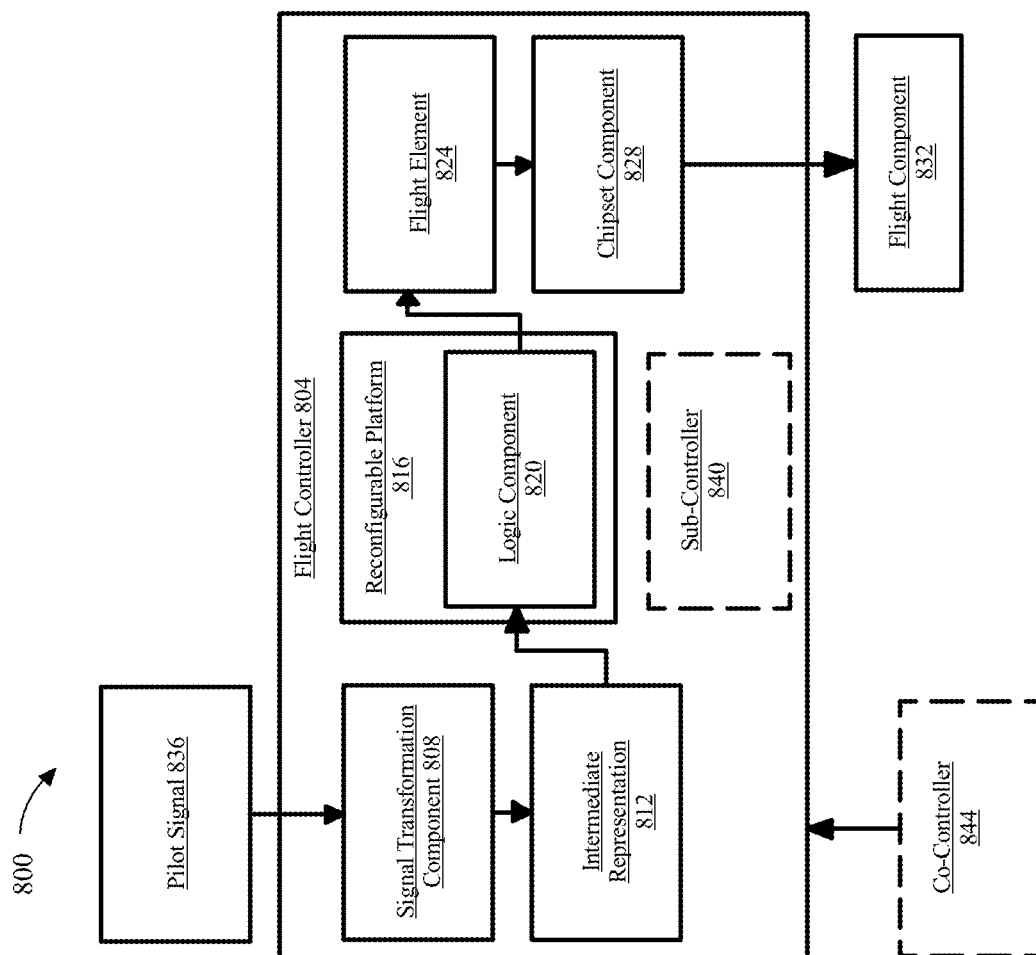 800
Pilot Signal 836
Flight Controller 804
Signal Transformation
Component 808
Intermediate
Representation
812
Reconfigurable Platform
816
Logic Component
820
Flight Element
824
Chipset Component
828
Sub-Controller
840
Co-Controller
844
Flight Component
832